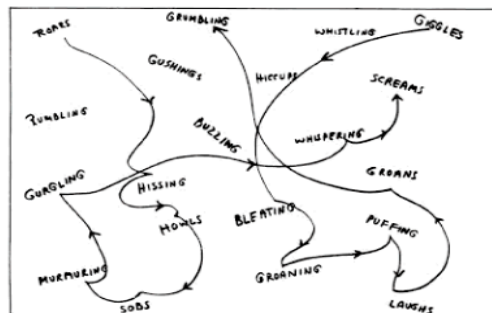 ROARS
GRUMBLING
WHISTLING
GIGGLES
GUSHINGS
HICCUPS
SCREAMS
RUMBLING
BUZZLING
WHISPERING
GURGLING
HISSING
GROANS
HOWLS
BLEATING
PUFFING
MURMURING
GROANING
SOBS
LAUGHS